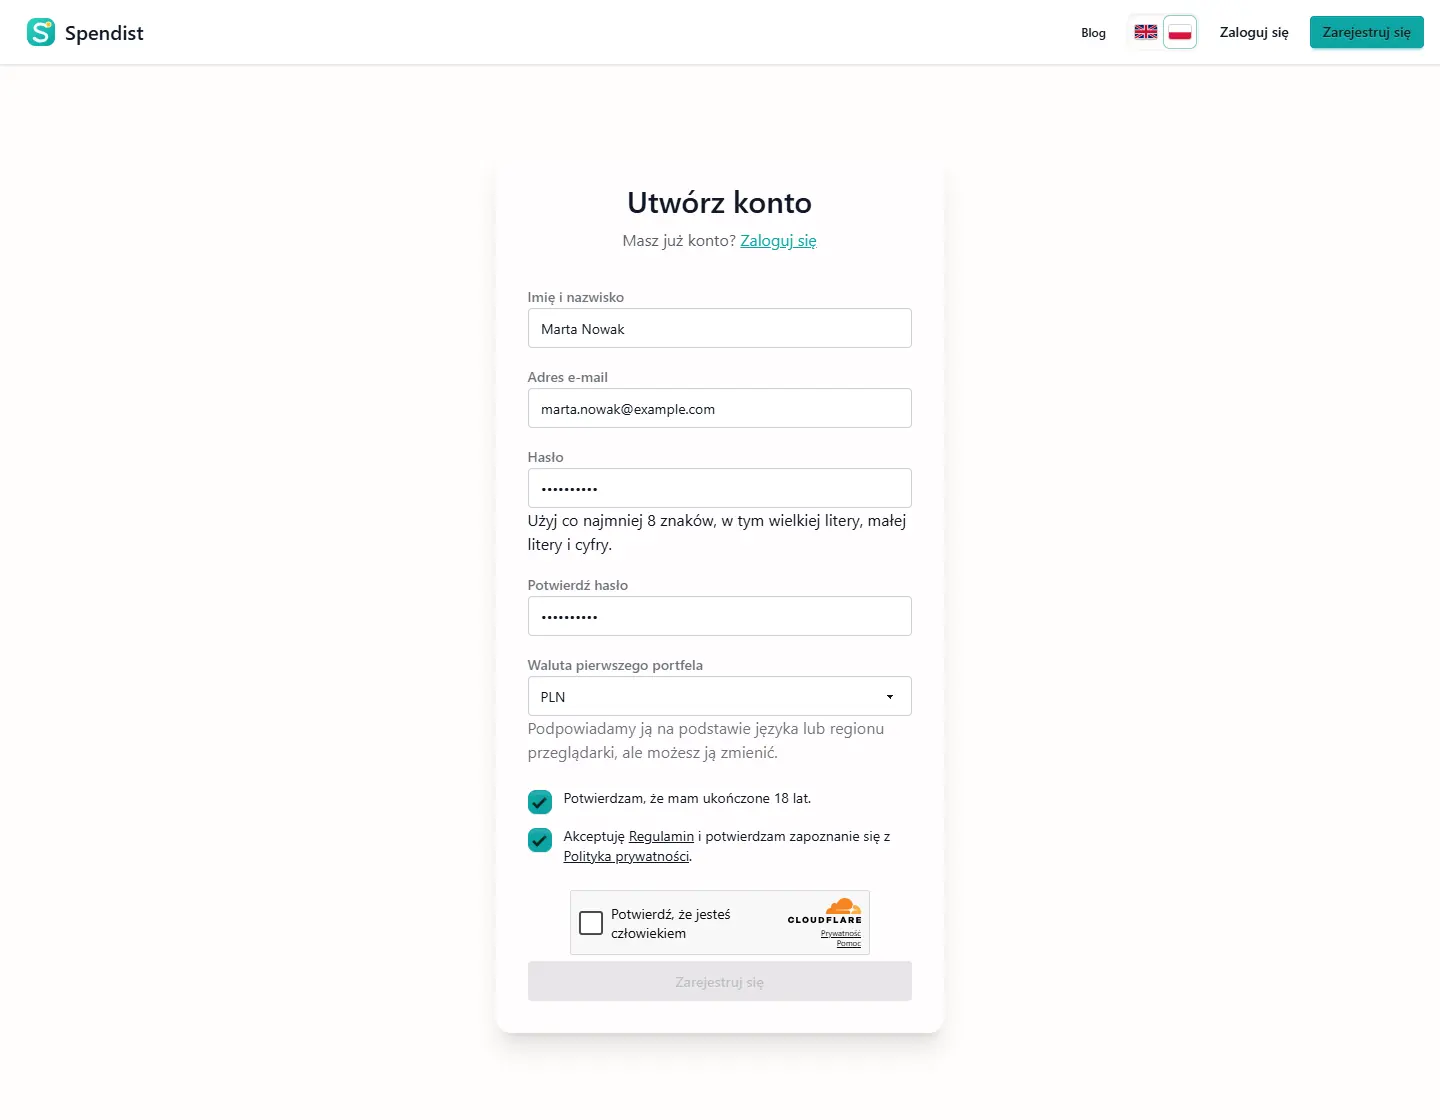 Spendist
Blog
Zaloguj się
Zarejestruj się
Utwórz konto
Masz już konto? Zaloguj się
Imię i nazwisko
Marta Nowak
Adres e-mail
marta.nowak@example.com
Hasło
••••••••••
Użyj co najmniej 8 znaków, w tym wielkiej litery, małej
litery i cyfry.
Potwierdź hasło
••••••••••
Waluta pierwszego portfela
PLN
Podpowiadamy ją na podstawie języka lub regionu
przeglądarki, ale możesz ją zmienić.
Potwierdzam, że mam ukończone 18 lat.
Akceptuję Regulamin i potwierdzam zapoznanie się z
Polityka prywatności.
Potwierdź, że jesteś
człowiekiem
CLOUDFLARE
Prywatność
Pomoc
Zarejestruj się